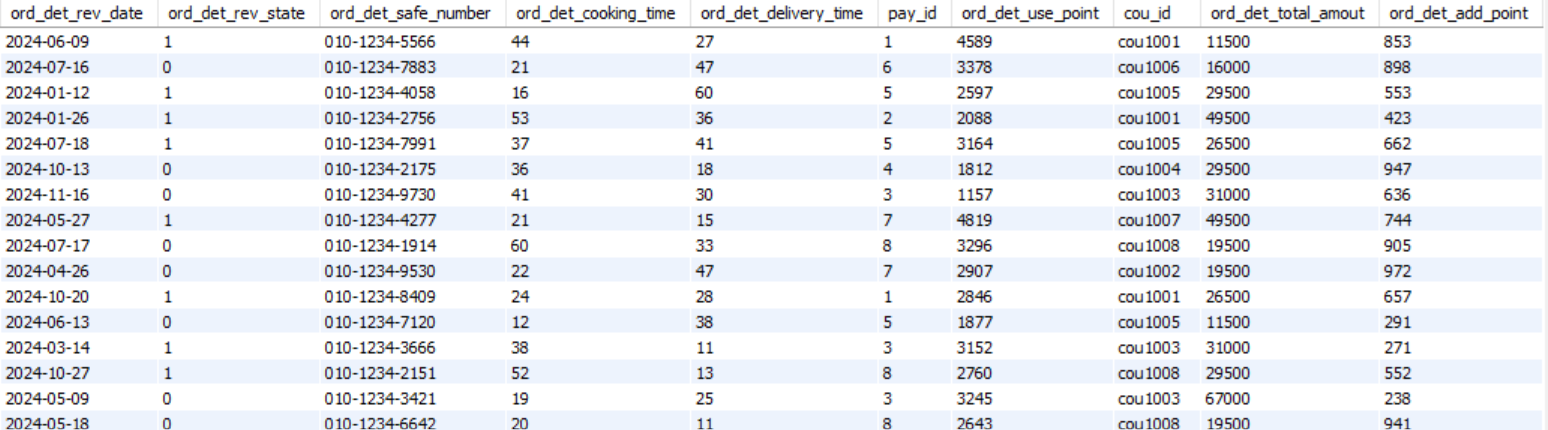 ord_det_rev_date ord_det_rev_state ord_det_safe_number ord_det_cooking_time ord_det_delivery_time pay_id ord_det_use_point cou_id ord_det_total_amout ord_det_add_point
2024-06-09 1 010-1234-5566 44 27 1 4589 cou1001 11500 853
2024-07-16 0 010-1234-7883 21 47 6 3378 cou1006 16000 898
2024-01-12 1 010-1234-4058 16 60 5 2597 cou1005 29500 553
2024-01-26 1 010-1234-2756 53 36 2 2088 cou1001 49500 423
2024-07-18 1 010-1234-7991 37 41 5 3164 cou1005 26500 662
2024-10-13 0 010-1234-2175 36 18 4 1812 cou1004 29500 947
2024-11-16 0 010-1234-9730 41 30 3 1157 cou1003 31000 636
2024-05-27 1 010-1234-4277 21 15 7 4819 cou1007 49500 744
2024-07-17 0 010-1234-1914 60 33 8 3296 cou1008 19500 905
2024-04-26 0 010-1234-9530 22 47 7 2907 cou1002 19500 972
2024-10-20 1 010-1234-8409 24 28 1 2846 cou1001 26500 657
2024-06-13 0 010-1234-7120 12 38 5 1877 cou1005 11500 291
2024-03-14 1 010-1234-3666 38 11 3 3152 cou1003 31000 271
2024-10-27 1 010-1234-2151 52 13 8 2760 cou1008 29500 552
2024-05-09 0 010-1234-3421 19 25 3 3245 cou1003 67000 238
2024-05-18 0 010-1234-6642 20 11 8 2643 cou1008 19500 941